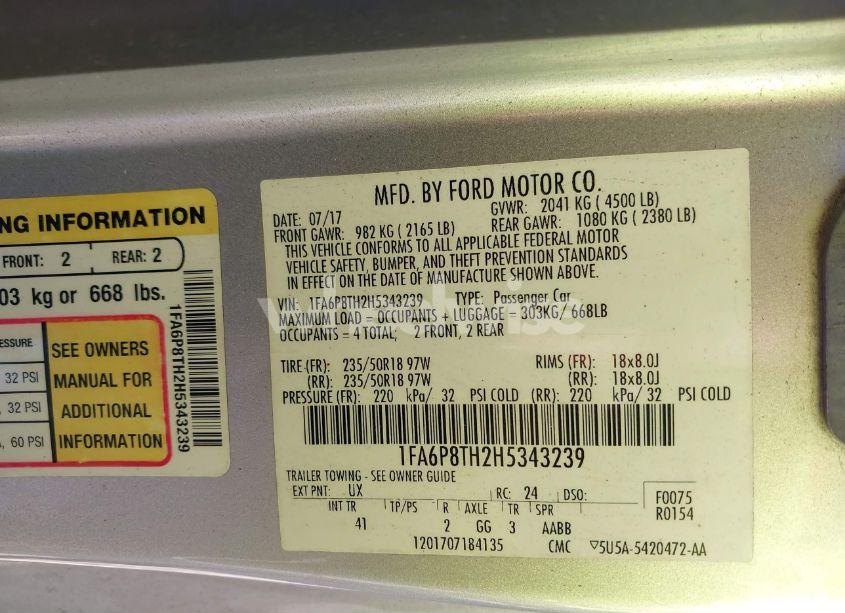 NG INFORMATION
FRONT: 2 REAR: 2
03 kg or 668 lbs.
ESSURE
32 PSI
32 PSI
60 PSI
SEE OWNERS
MANUAL FOR
ADDITIONAL
INFORMATION
1FA6P8TH2H5343239
MFD. BY FORD MOTOR CO.
DATE: 07/17 GVWR: 2041 KG ( 4500 LB)
FRONT GAWR: 982 KG ( 2165 LB) REAR GAWR: 1080 KG ( 2380 LB)
THIS VEHICLE CONFORMS TO ALL APPLICABLE FEDERAL MOTOR
VEHICLE SAFETY, BUMPER, AND THEFT PREVENTION STANDARDS
IN EFFECT ON THE DATE OF MANUFACTURE SHOWN ABOVE.
VIN: 1FA6P8TH2H5343239 TYPE: Passenger Car
MAXIMUM LOAD = OCCUPANTS + LUGGAGE = 303KG/ 668LB
OCCUPANTS = 4 TOTAL; 2 FRONT, 2 REAR
TIRE (FR): 235/50R18 97W RIMS (FR): 18x8.0J
(RR): 235/50R18 97W (RR): 18x8.0J
PRESSURE (FR): 220 kPa/ 32 PSI COLD (RR): 220 kPa/ 32 PSI COLD
1FA6P8TH2H5343239
TRAILER TOWING - SEE OWNER GUIDE
EXT PNT: UX RC: 24 DSO: F0075
R0154
INT TR TP/PS R AXLE TR SPR
41 2 GG 3 AABB
1201707184135 CMC ▽5U5A-5420472-AA